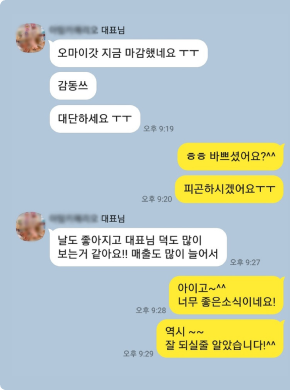 대표님
오마이갓 지금 마감했네요 ㅜㅜ
감동쓰
대단하세요 ㅜㅜ
오후 9:19
ㅎㅎ 바쁘셨어요?^^
피곤하시겠어요ㅜㅜ
오후 9:20
대표님
날도 좋아지고 대표님 덕도 많이
보는거 같아요!! 매출도 많이 늘어서
오후 9:27
아이고~^^
너무 좋은소식이네요!
오후 9:28
역시 ~~
잘 되실줄 알았습니다!^^
오후 9:29